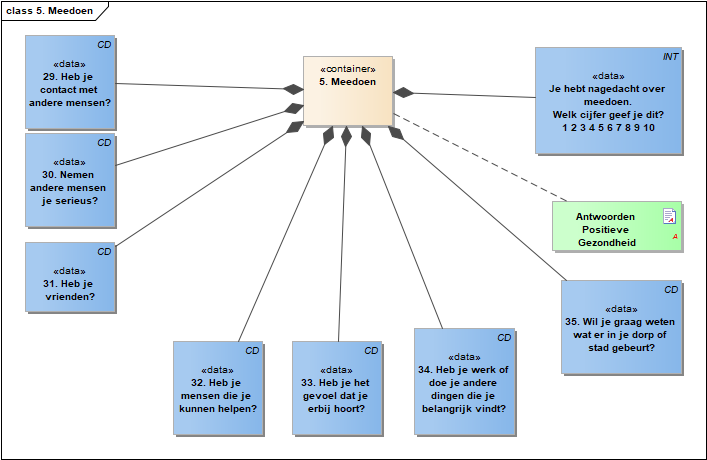 class 5. Meedoen
CD
«data»
29. Heb je
contact met
andere mensen?
«container»
5. Meedoen
INT
«data»
Je hebt nagedacht over
meedoen.
Welk cijfer geef je dit?
1 2 3 4 5 6 7 8 9 10
CD
«data»
30. Nemen
andere mensen
je serieus?
Antwoorden
Positieve
Gezondheid
A
A
CD
«data»
31. Heb je
vrienden?
CD
«data»
35. Wil je graag weten
wat er in je dorp of
stad gebeurt?
CD
«data»
32. Heb je
mensen die je
kunnen helpen?
CD
«data»
33. Heb je het
gevoel dat je
erbij hoort?
CD
«data»
34. Heb je werk of
doe je andere
dingen die je
belangrijk vindt?